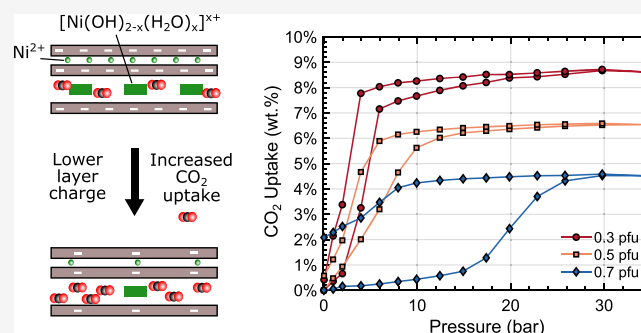 [Ni(OH)₂₋ₓ(H₂O)ₓ]ˣ⁺
Ni²⁺
Lower
layer
charge
Increased
CO₂
uptake
CO₂ Uptake (wt.%)
10%
9%
8%
7%
6%
5%
4%
3%
2%
1%
0%
0.3 pfu
0.5 pfu
0.7 pfu
0
10
20
30
Pressure (bar)